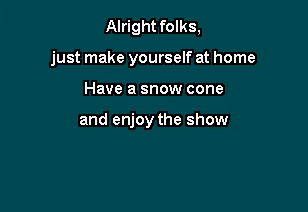 Alright folks,
just make yourself at home
Have a snow cone
and enjoy the show